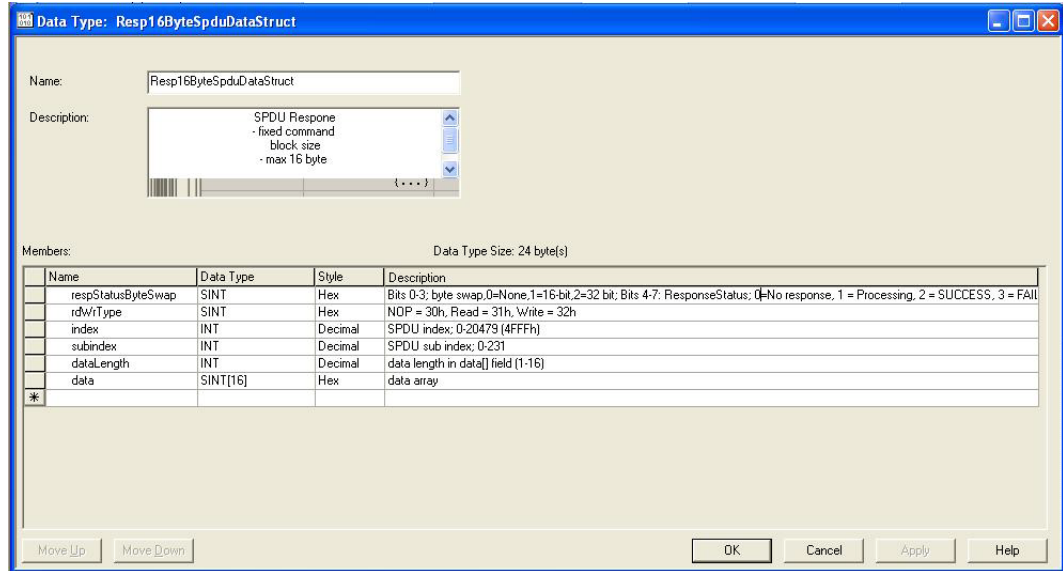 Data Type: Resp16ByteSpduDataStruct
Name: Resp16ByteSpduDataStruct
Description: SPDU Respone
- fixed command
block size
- max 16 byte
{...}
Members: Data Type Size: 24 byte(s)
Name Data Type Style Description
respStatusByteSwap SINT Hex Bits 0-3; byte swap,0=None,1=16-bit,2=32 bit; Bits 4-7: ResponseStatus; 0=No response, 1 = Processing, 2 = SUCCESS, 3 = FAIL
rdWrType SINT Hex NOP = 30h, Read = 31h, Write = 32h
index INT Decimal SPDU index; 0-20479 (4FFFh)
subindex INT Decimal SPDU sub index; 0-231
dataLength INT Decimal data length in data[] field (1-16)
data SINT[16] Hex data array
Move Up Move Down OK Cancel Apply Help